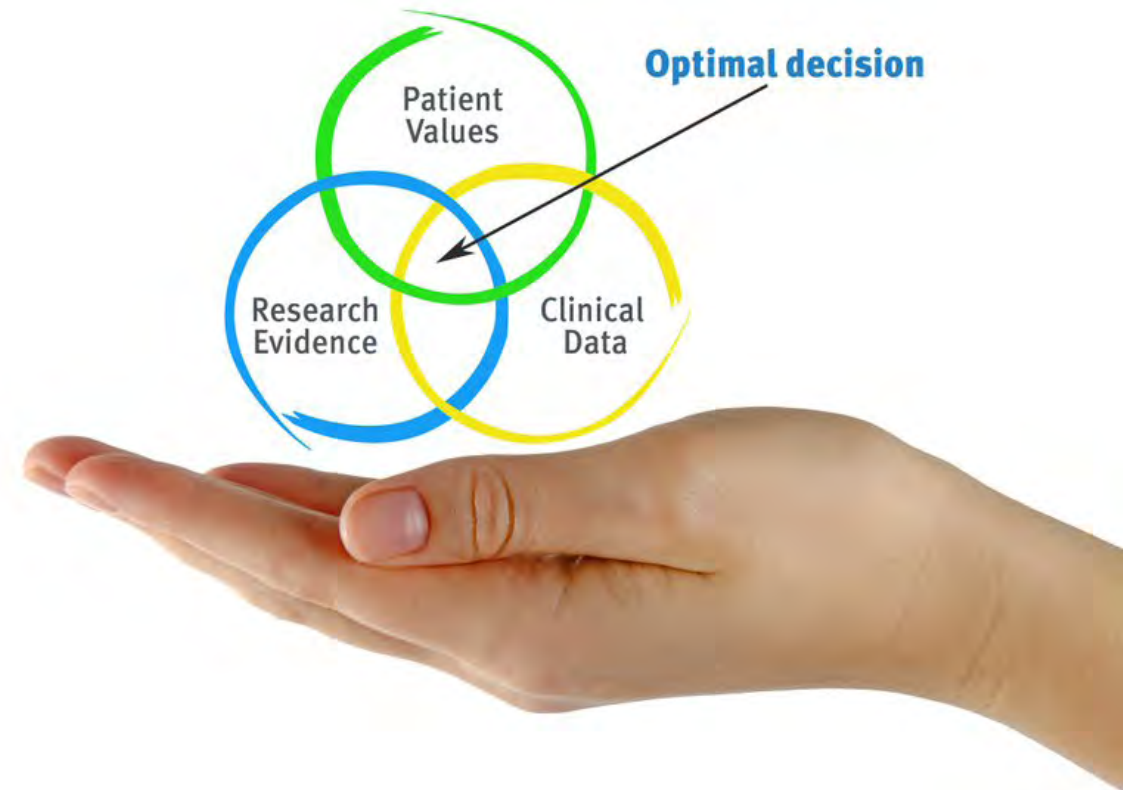 Optimal decision
Patient
Values
Research
Evidence
Clinical
Data